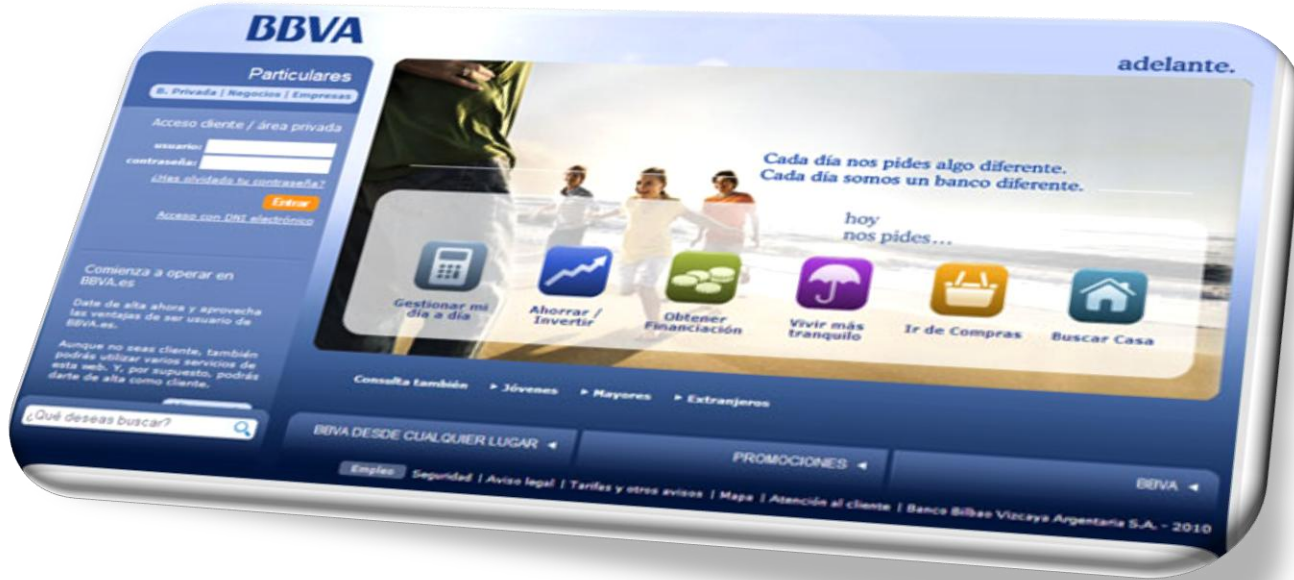 BBVA
adelante.
Particulares
B. Privada | Negocios | Empresas
Acceso cliente / área privada
usuario:
contraseña:
¿Has olvidado tu contraseña?
Entrar
Acceso con DNI electrónico
Comienza a operar en
BBVA.es
Date de alta ahora y aprovecha
las ventajas de ser usuario de
BBVA.es.
Aunque no seas cliente, también
podrás utilizar varios servicios de
esta web. Y, por supuesto, podrás
darte de alta como cliente.
¿Qué deseas buscar?
Cada día nos pides algo diferente.
Cada día somos un banco diferente.
hoy
nos pides...
Gestionar mi
día a día
Ahorrar /
Invertir
Obtener
Financiación
Vivir más
tranquilo
Ir de Compras
Buscar Casa
Consulta también
Jóvenes
Mayores
Extranjeros
BBVA DESDE CUALQUIER LUGAR
PROMOCIONES
BBVA
Empleo Seguridad | Aviso legal | Tarifas y otros avisos | Mapa | Atención al cliente | Banco Bilbao Vizcaya Argentaria S.A. - 2010